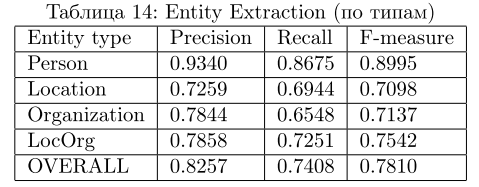 Таблица 14: Entity Extraction (по типам)
Entity type Precision Recall F-measure
Person 0.9340 0.8675 0.8995
Location 0.7259 0.6944 0.7098
Organization 0.7844 0.6548 0.7137
LocOrg 0.7858 0.7251 0.7542
OVERALL 0.8257 0.7408 0.7810